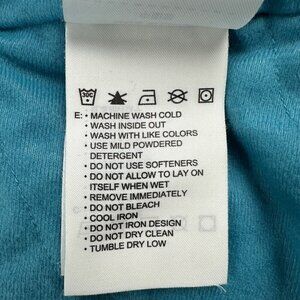 30C
E: • MACHINE WASH COLD
• WASH INSIDE OUT
• WASH WITH LIKE COLORS
• USE MILD POWDERED
DETERGENT
• DO NOT USE SOFTENERS
• DO NOT ALLOW TO LAY ON
ITSELF WHEN WET
• REMOVE IMMEDIATELY
• DO NOT BLEACH
• COOL IRON
• DO NOT IRON DESIGN
• DO NOT DRY CLEAN
• TUMBLE DRY LOW